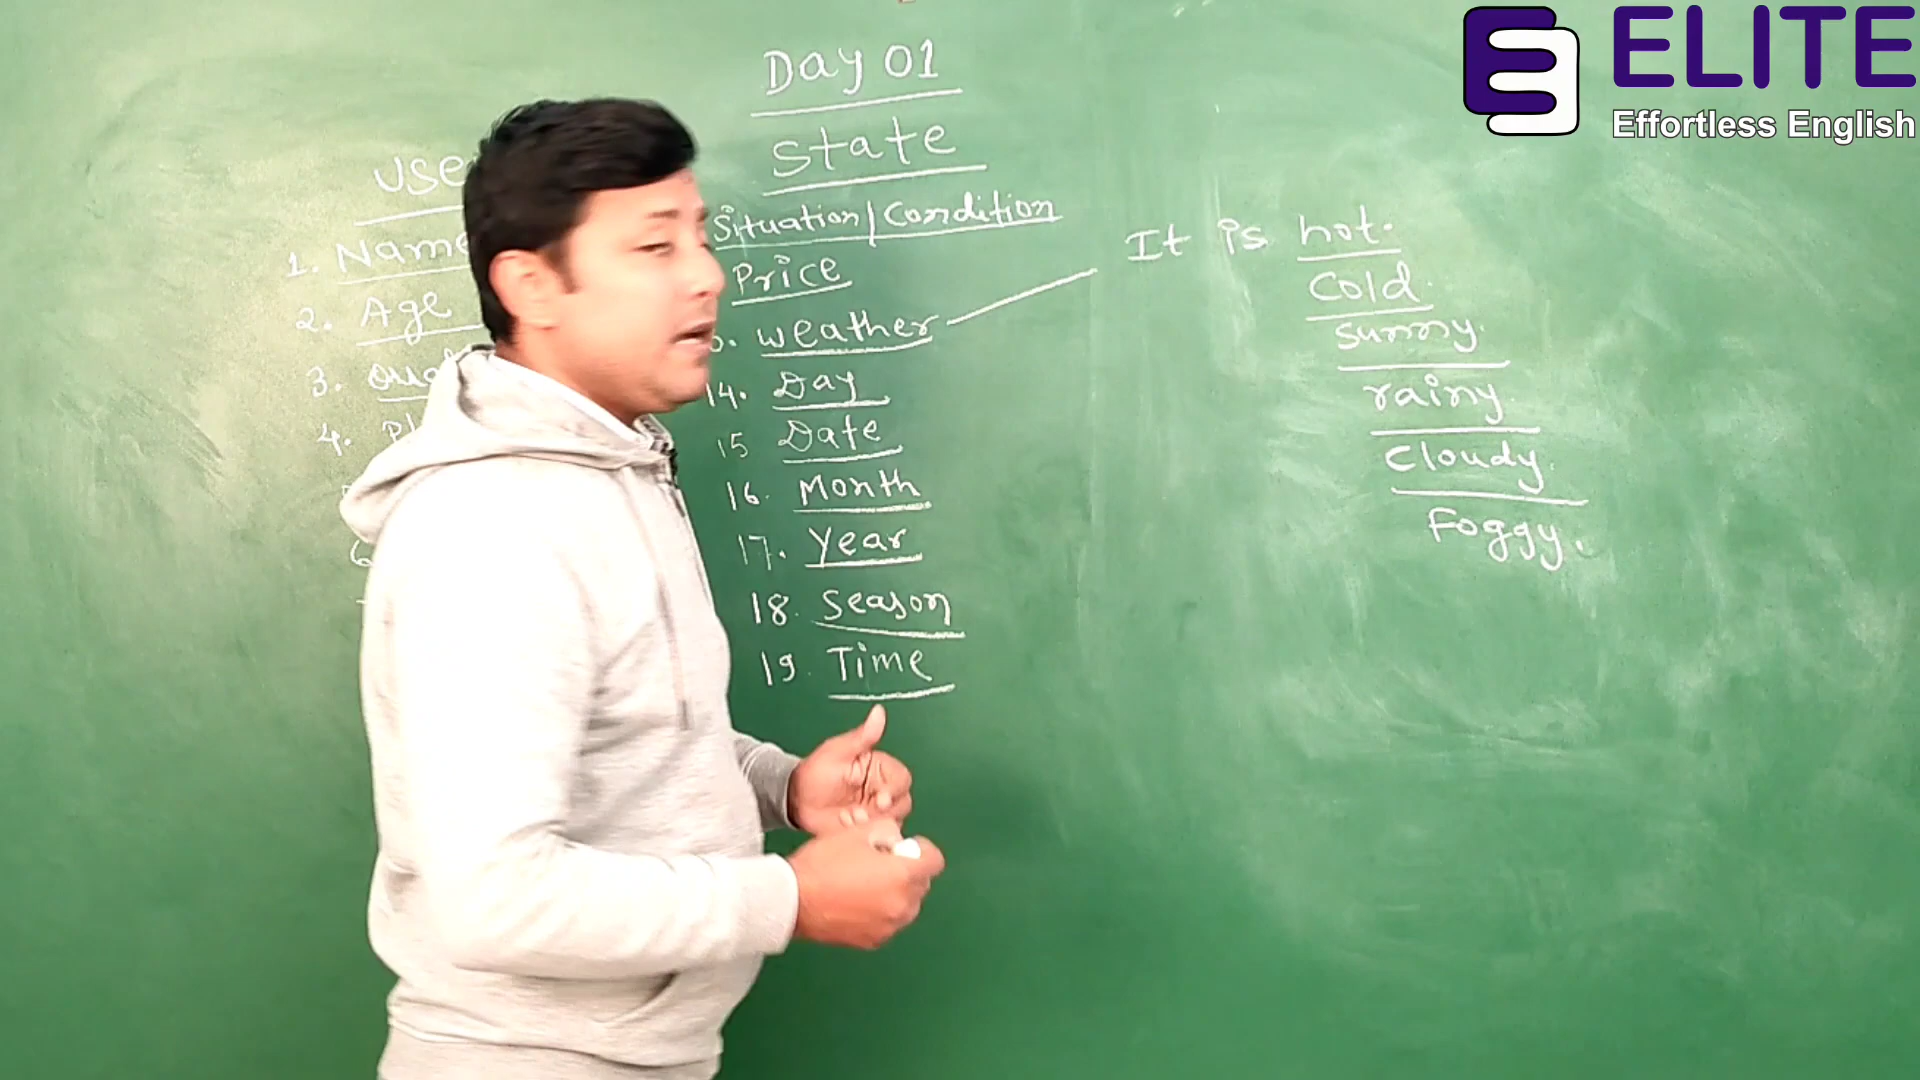 ELITE
Effortless English
Day 01
State
Situation/Condition
Price
Use
1. Name
2. Age
3.
4. Pl
6
weather
14. Day
15 Date
16. Month
17. Year
18. Season
19. Time
It is hot.
Cold.
sunny.
rainy.
Cloudy.
Foggy.